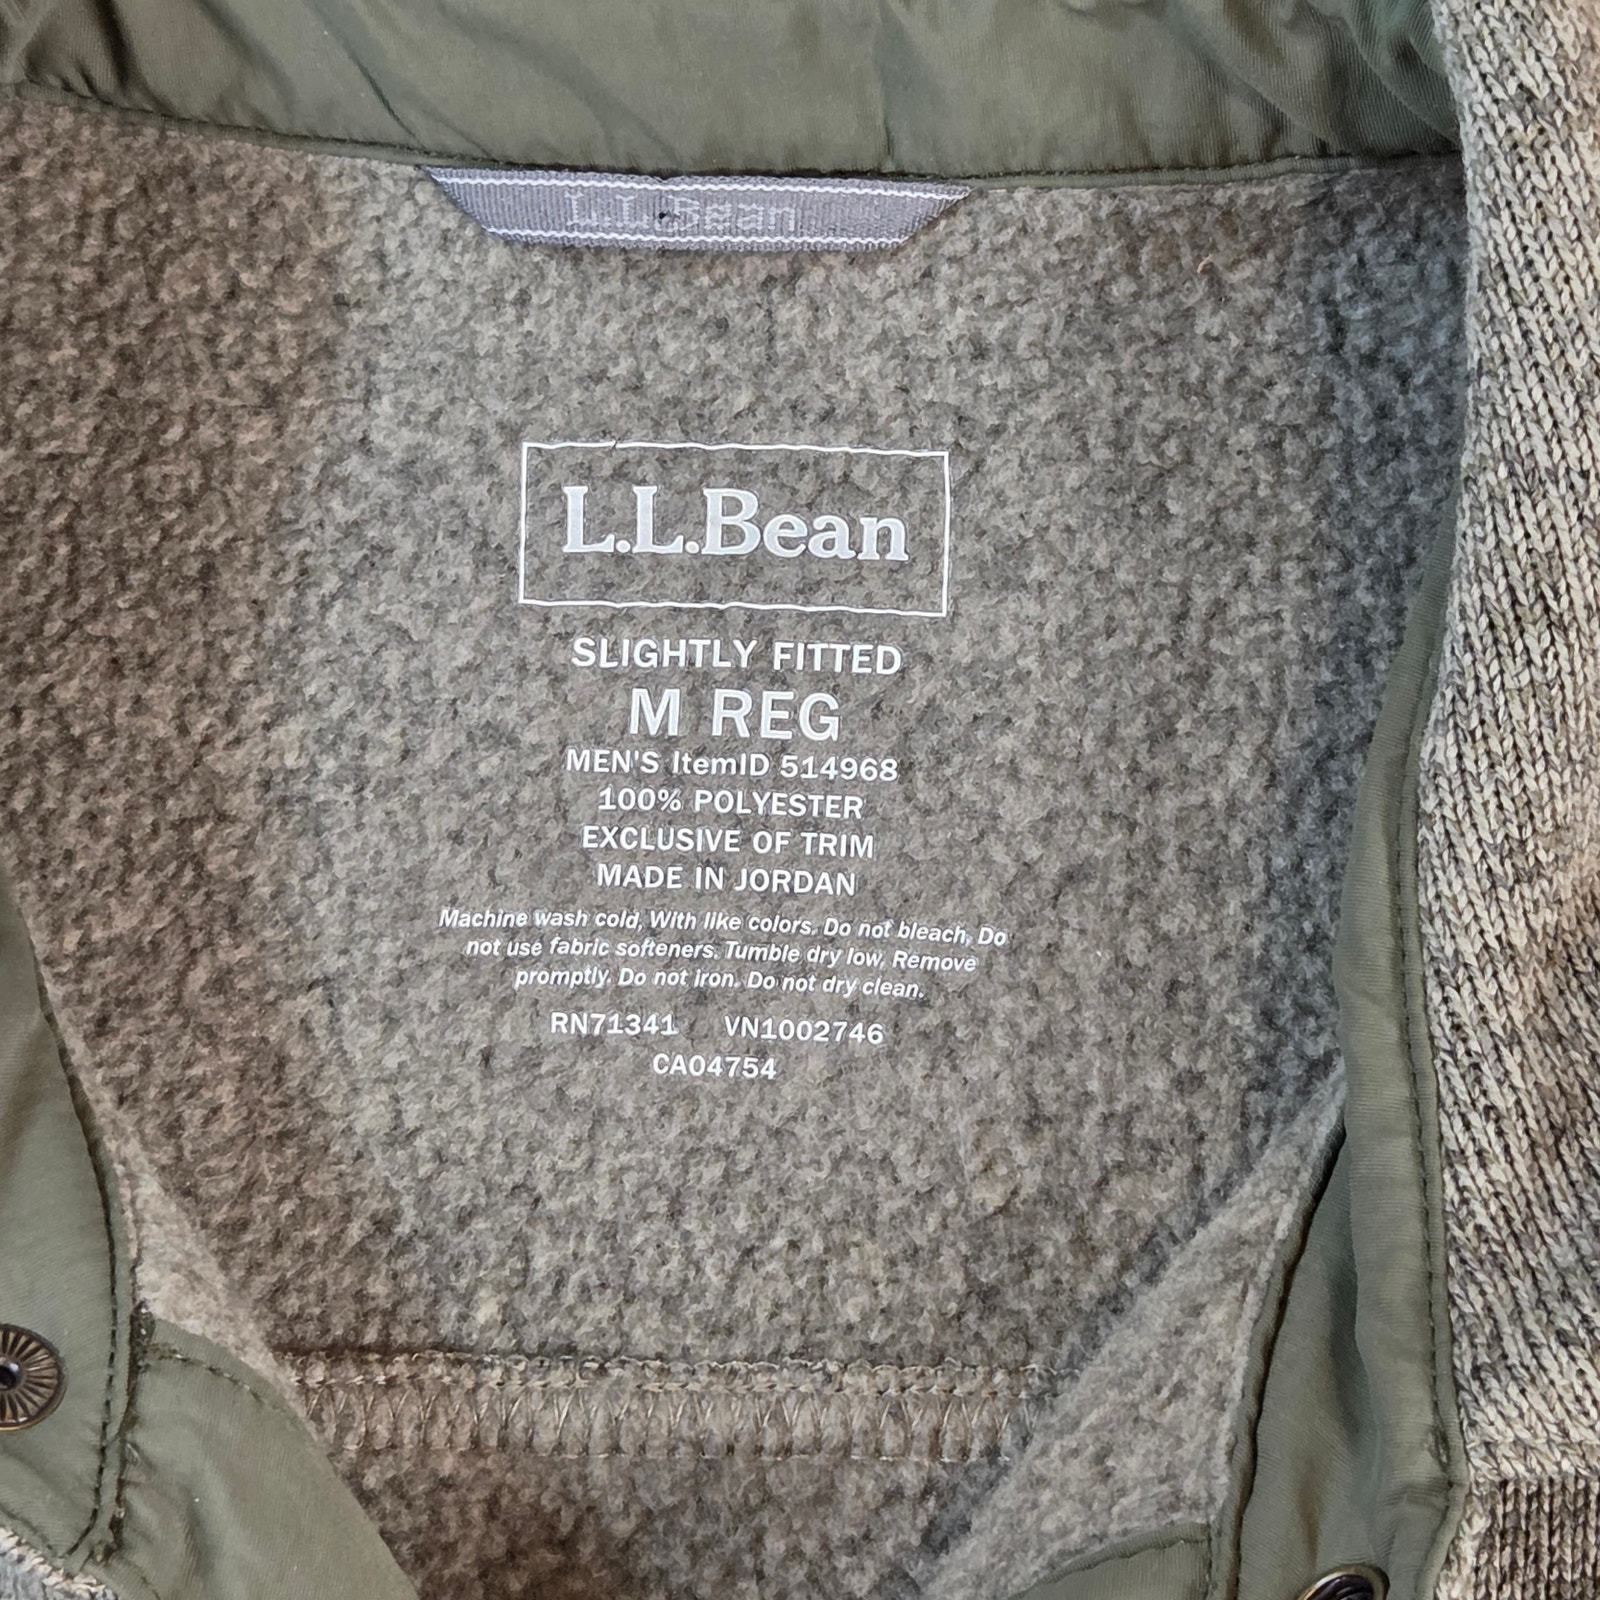 L.L.Bean
L.L.Bean
SLIGHTLY FITTED
M REG
MEN'S ItemID 514968
100% POLYESTER
EXCLUSIVE OF TRIM
MADE IN JORDAN
Machine wash cold, With like colors, Do not bleach, Do
not use fabric softeners. Tumble dry low, Remove
promptly. Do not iron. Do not dry clean.
RN71341 VN1002746
CA04754